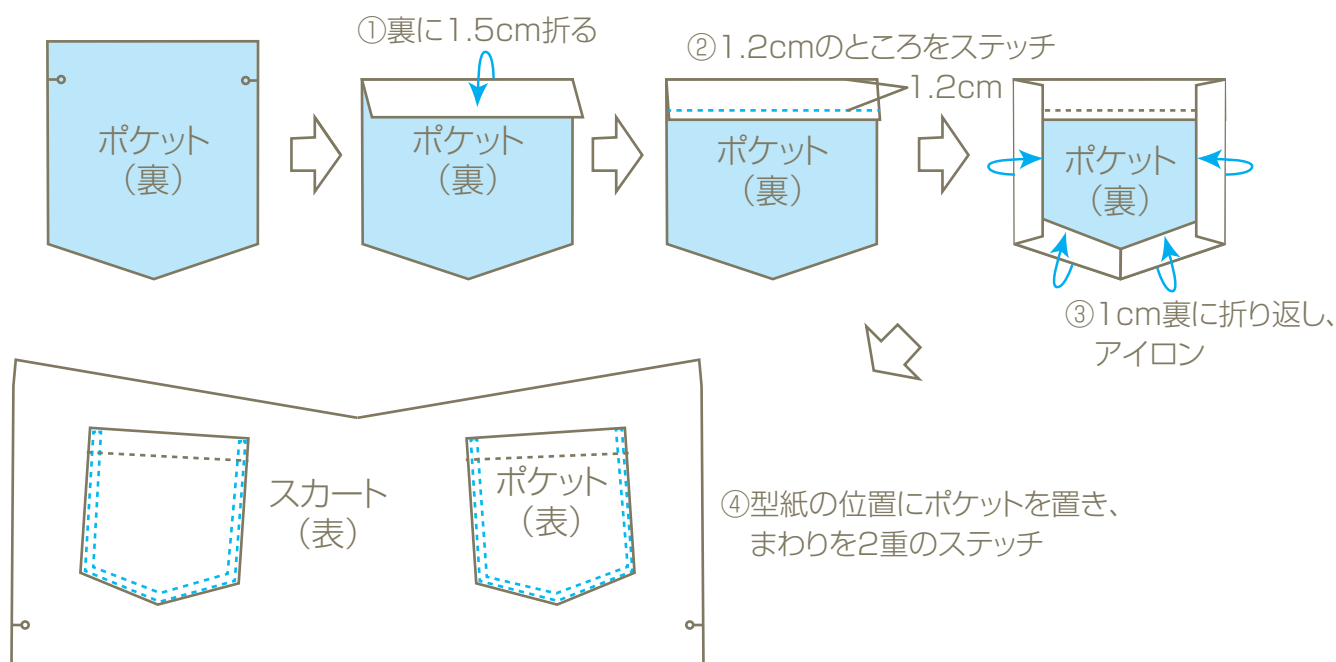 ①裏に1.5cm折る
②1.2cmのところをステッチ
1.2cm
ポケット
(裏)
ポケット
(裏)
ポケット
(裏)
ポケット
(裏)
③1cm裏に折り返し、
アイロン
スカート
(表)
ポケット
(表)
④型紙の位置にポケットを置き、
まわりを2重のステッチ